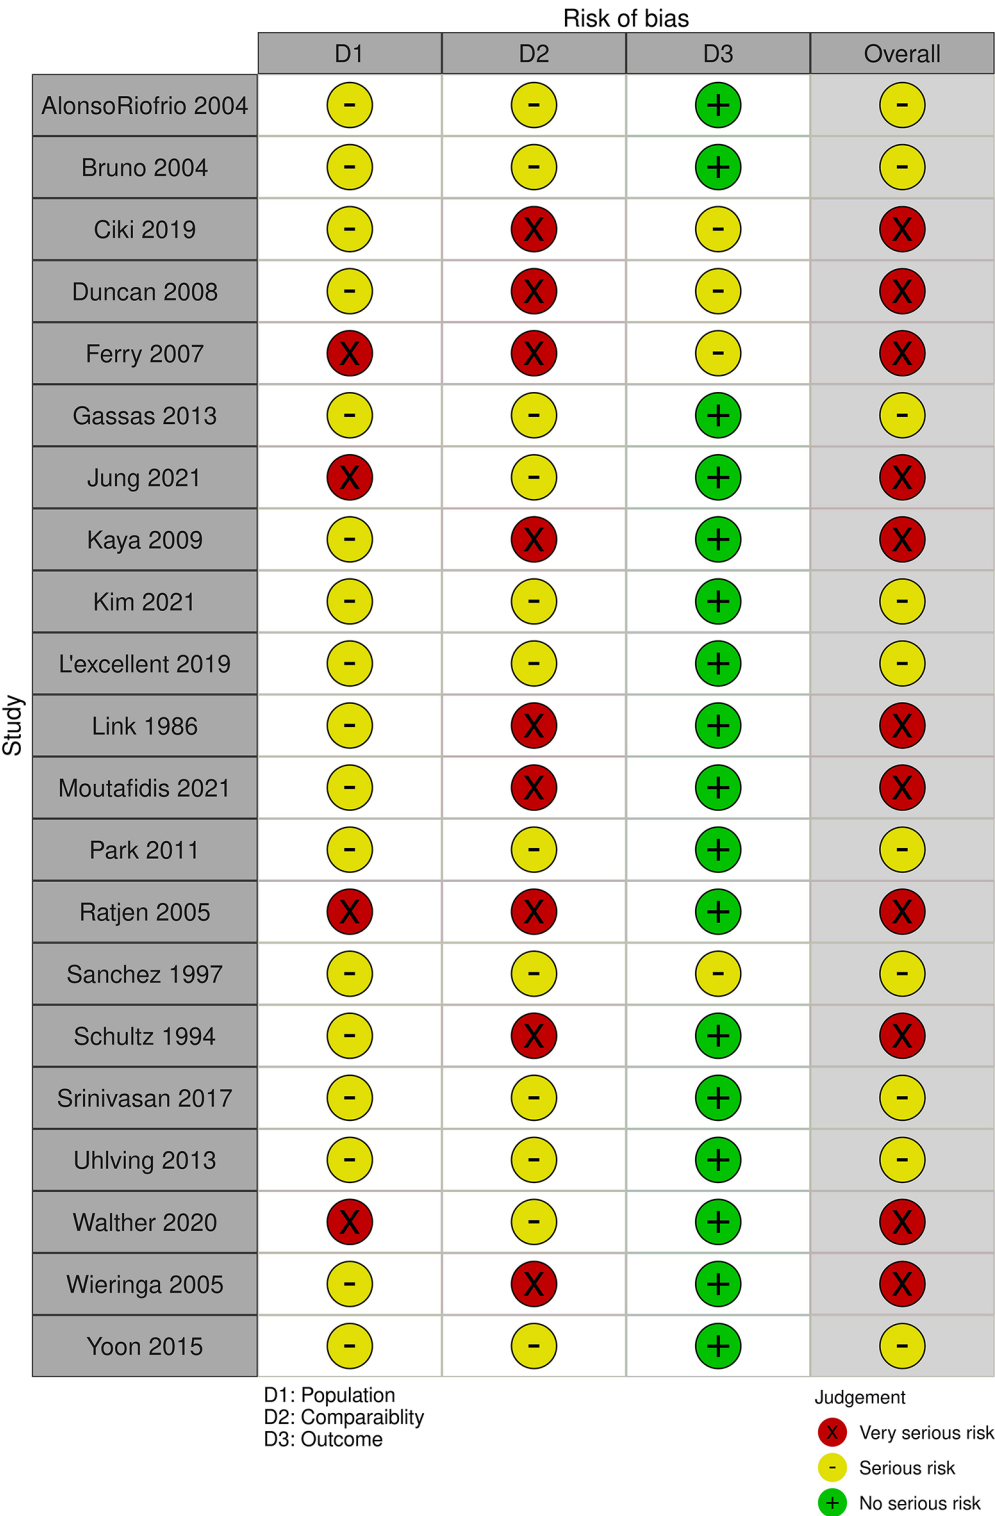 Risk of bias
D1 D2 D3 Overall
AlonsoRiofrio 2004 - - + -
Bruno 2004 - - + -
Ciki 2019 - X - X
Duncan 2008 - X - X
Ferry 2007 X X - X
Gassas 2013 - - + -
Jung 2021 X - + X
Kaya 2009 - X + X
Kim 2021 - - + -
L'excellent 2019 - - + -
Link 1986 - X + X
Moutafidis 2021 - X + X
Park 2011 - - + -
Ratjen 2005 X X + X
Sanchez 1997 - - - -
Schultz 1994 - X + X
Srinivasan 2017 - - + -
Uhlving 2013 - - + -
Walther 2020 X - + X
Wieringa 2005 - X + X
Yoon 2015 - - + -
Study
D1: Population
D2: Comparaiblity
D3: Outcome
Judgement
X Very serious risk
- Serious risk
+ No serious risk